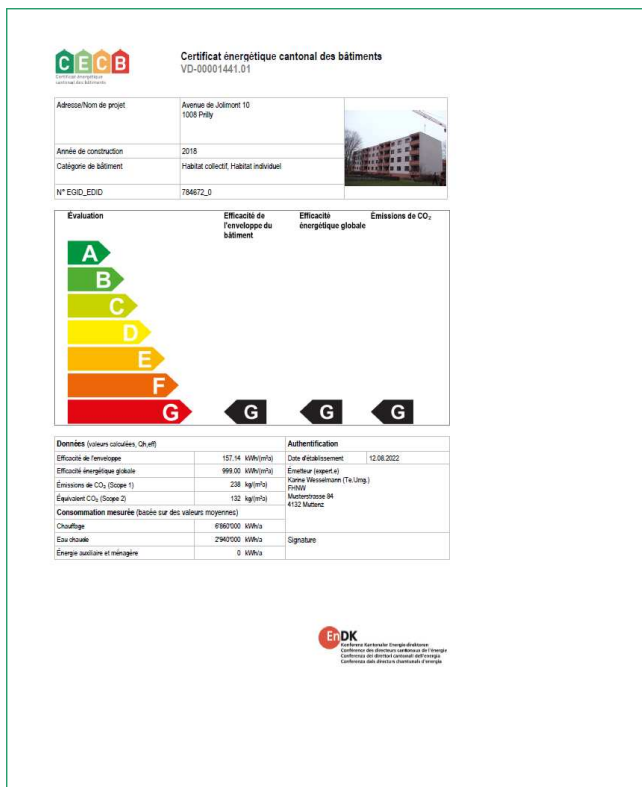 CECB
Certificat énergétique
cantonal des bâtiments
Certificat énergétique cantonal des bâtiments
VD-00001441.01
Adresse/Nom de projet
Avenue de Jolimont 10
1008 Prilly
Année de construction 2018
Catégorie de bâtiment Habitat collectif, Habitat individuel
N° EGID_EDID 784672_0
Évaluation
Efficacité de l'enveloppe du bâtiment
Efficacité énergétique globale
Émissions de CO₂
A
B
C
D
E
F
G G G G
Données (valeurs calculées, Qh,eff)
Efficacité de l'enveloppe 157.14 kWh/(m²a)
Efficacité énergétique globale 999.00 kWh/(m²a)
Émissions de CO₂ (Scope 1) 238 kg/(m²a)
Équivalent CO₂ (Scope 2) 132 kg/(m²a)
Consommation mesurée (basée sur des valeurs moyennes)
Chauffage 6'860'000 kWh/a
Eau chaude 2'940'000 kWh/a
Énergie auxiliaire et ménagère 0 kWh/a
Authentification
Date d'établissement 12.08.2022
Émetteur (expert.e)
Karine Wesselmann (Te.Umg.)
FHNW
Musterstrasse 84
4132 Muttenz
Signature
EnDK
Konferenz Kantonaler Energiedirektoren
Conférence des directeurs cantonaux de l'énergie
Conferenza dei direttori cantonali dell'energia
Conferenza dals directurs chantunals d'energia